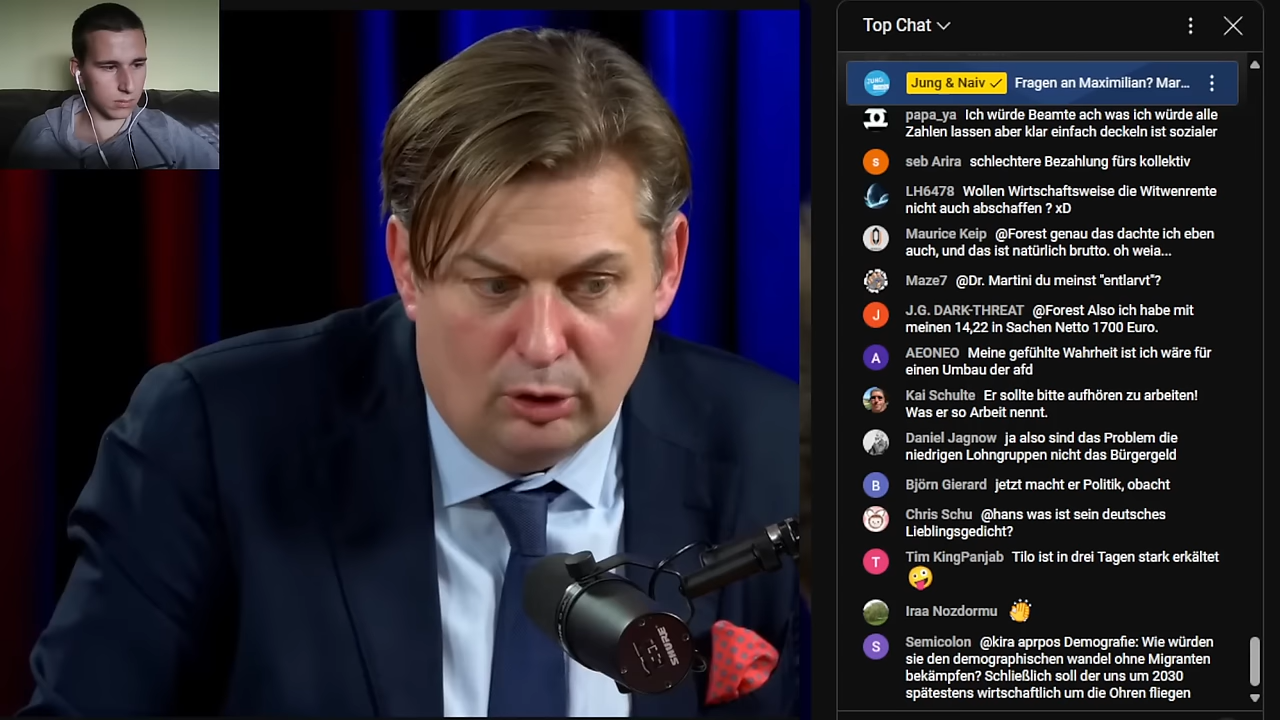 Top Chat
Jung & Naiv Fragen an Maximilian? Mar...
papa_ya Ich würde Beamte ach was ich würde alle
Zahlen lassen aber klar einfach deckeln ist sozialer
seb Arira schlechtere Bezahlung fürs kollektiv
LH6478 Wollen Wirtschaftsweise die Witwenrente
nicht auch abschaffen ? xD
Maurice Keip @Forest genau das dachte ich eben
auch, und das ist natürlich brutto. oh weia...
Maze7 @Dr. Martini du meinst "entlarvt"?
J.G. DARK-THREAT @Forest Also ich habe mit
meinen 14,22 in Sachen Netto 1700 Euro.
AEONEO Meine gefühlte Wahrheit ist ich wäre für
einen Umbau der afd
Kai Schulte Er sollte bitte aufhören zu arbeiten!
Was er so Arbeit nennt.
Daniel Jagnow ja also sind das Problem die
niedrigen Lohngruppen nicht das Bürgergeld
Björn Gierard jetzt macht er Politik, obacht
Chris Schu @hans was ist sein deutsches
Lieblingsgedicht?
Tim KingPanjab Tilo ist in drei Tagen stark erkältet
🤪
Iraa Nozdormu 👏
Semicolon @kira aprpos Demografie: Wie würden
sie den demographischen wandel ohne Migranten
bekämpfen? Schließlich soll der uns um 2030
spätestens wirtschaftlich um die Ohren fliegen
SHURE